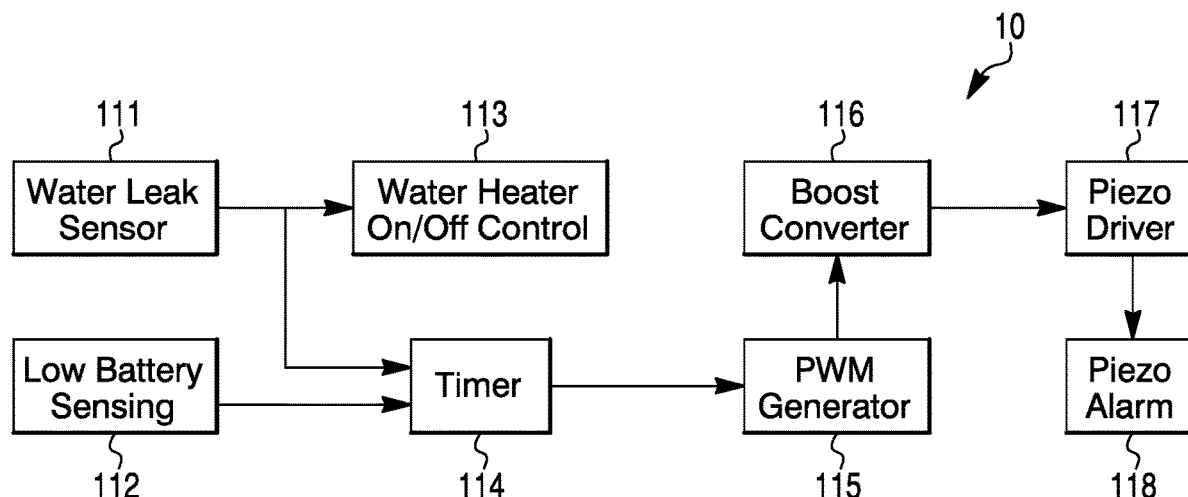 10
111
113
116
117
Water Leak
Sensor
Water Heater
On/Off Control
Boost
Converter
Piezo
Driver
Low Battery
Sensing
Timer
PWM
Generator
Piezo
Alarm
112
114
115
118